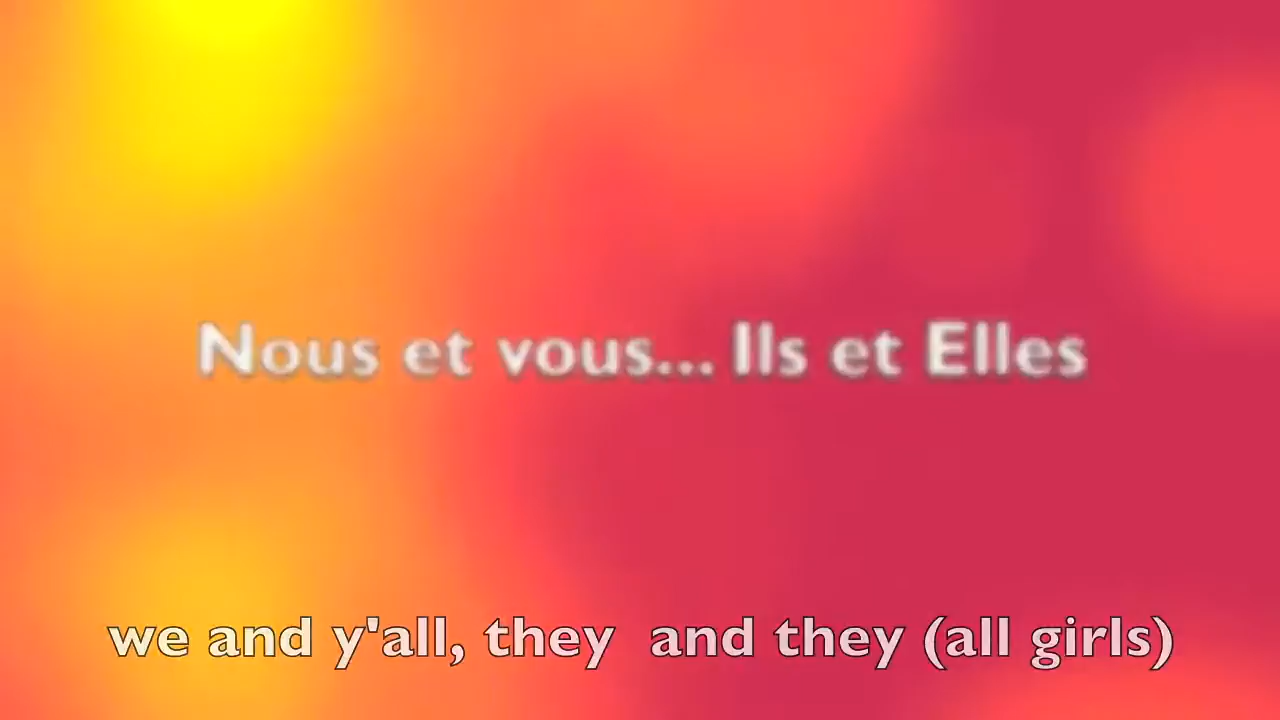 Nous et vous... Ils et Elles
we and y'all, they  and they (all girls)